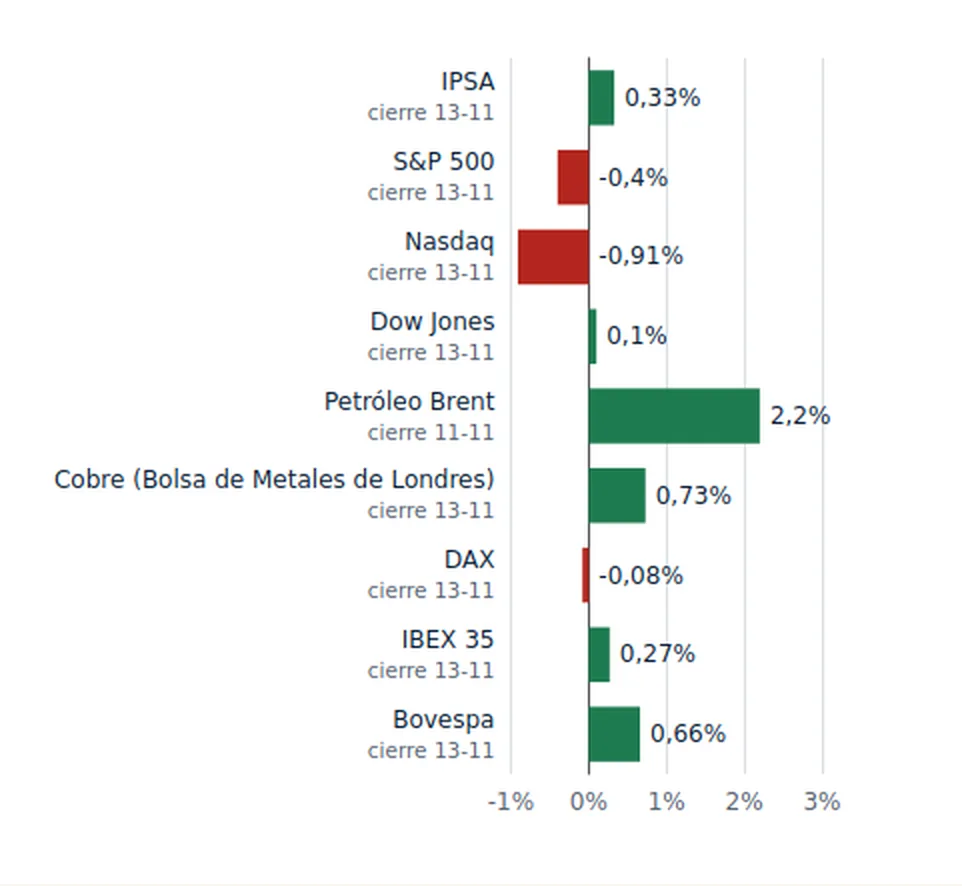 IPSA
cierre 13-11
0,33%
S&P 500
cierre 13-11
-0,4%
Nasdaq
cierre 13-11
-0,91%
Dow Jones
cierre 13-11
0,1%
Petróleo Brent
cierre 11-11
2,2%
Cobre (Bolsa de Metales de Londres)
cierre 13-11
0,73%
DAX
cierre 13-11
-0,08%
IBEX 35
cierre 13-11
0,27%
Bovespa
cierre 13-11
0,66%
-1% 0% 1% 2% 3%